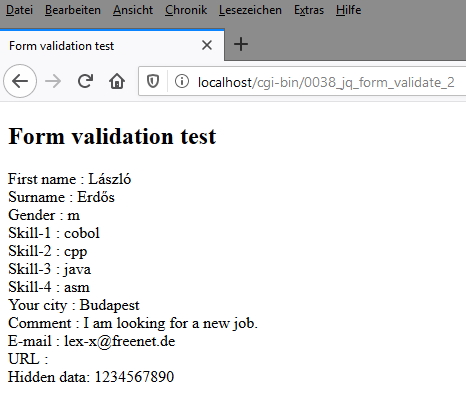 Datei Bearbeiten Ansicht Chronik Lesezeichen Extras Hilfe
Form validation test
localhost/cgi-bin/0038_jq_form_validate_2
Form validation test
First name : László
Surname : Erdős
Gender : m
Skill-1 : cobol
Skill-2 : cpp
Skill-3 : java
Skill-4 : asm
Your city : Budapest
Comment : I am looking for a new job.
E-mail : lex-x@freenet.de
URL :
Hidden data: 1234567890